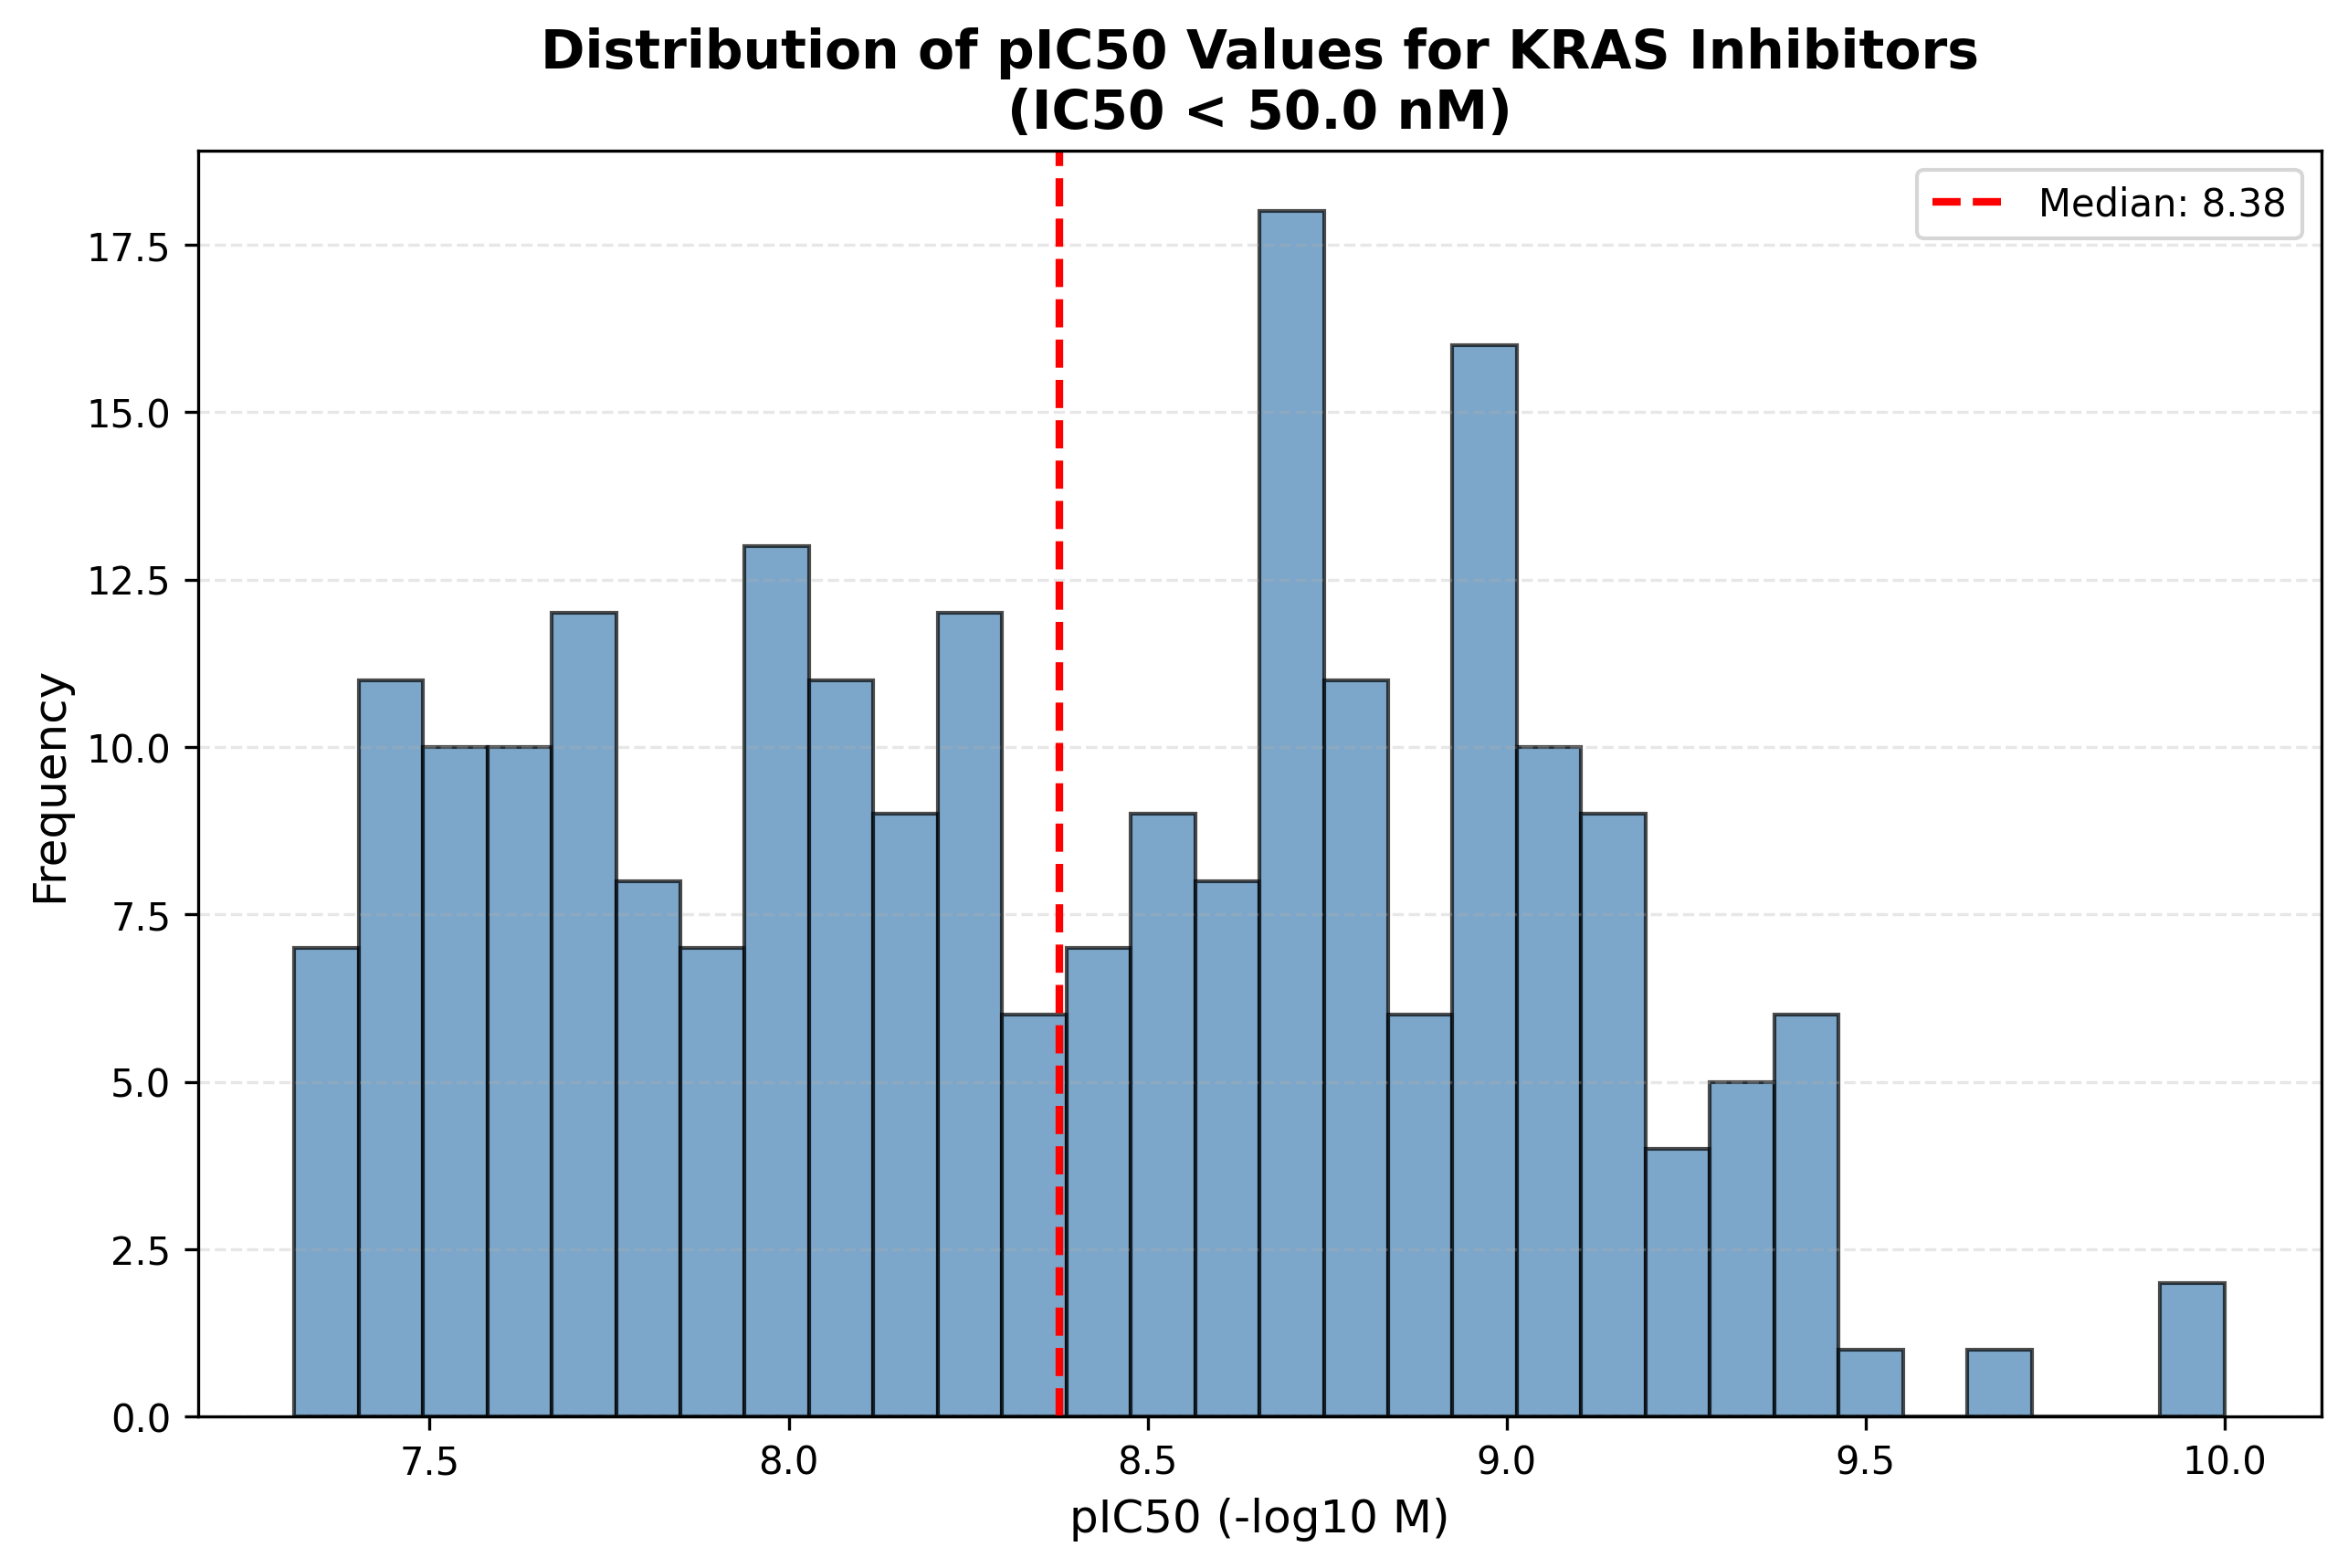 Distribution of pIC50 Values for KRAS Inhibitors
(IC50 < 50.0 nM)
Median: 8.38
Frequency
17.5
15.0
12.5
10.0
7.5
5.0
2.5
0.0
7.5 8.0 8.5 9.0 9.5 10.0
pIC50 (-log10 M)